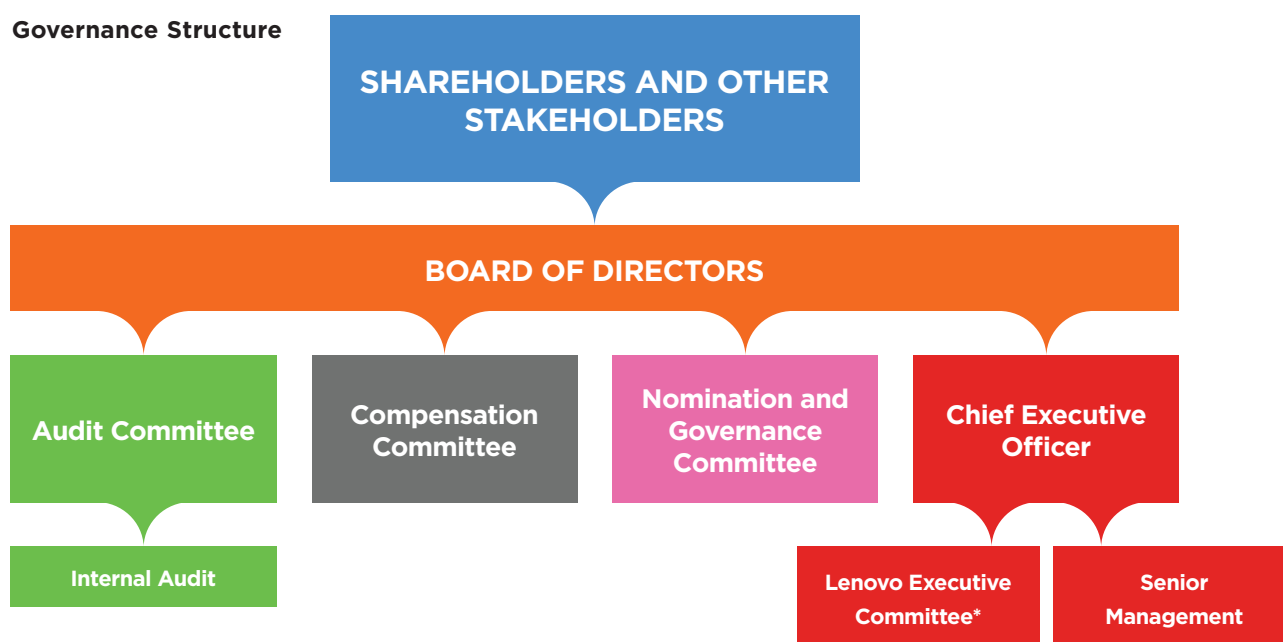 Governance Structure
SHAREHOLDERS AND OTHER
STAKEHOLDERS
BOARD OF DIRECTORS
Audit Committee
Compensation
Committee
Nomination and
Governance
Committee
Chief Executive
Officer
Internal Audit
Lenovo Executive
Committee*
Senior
Management